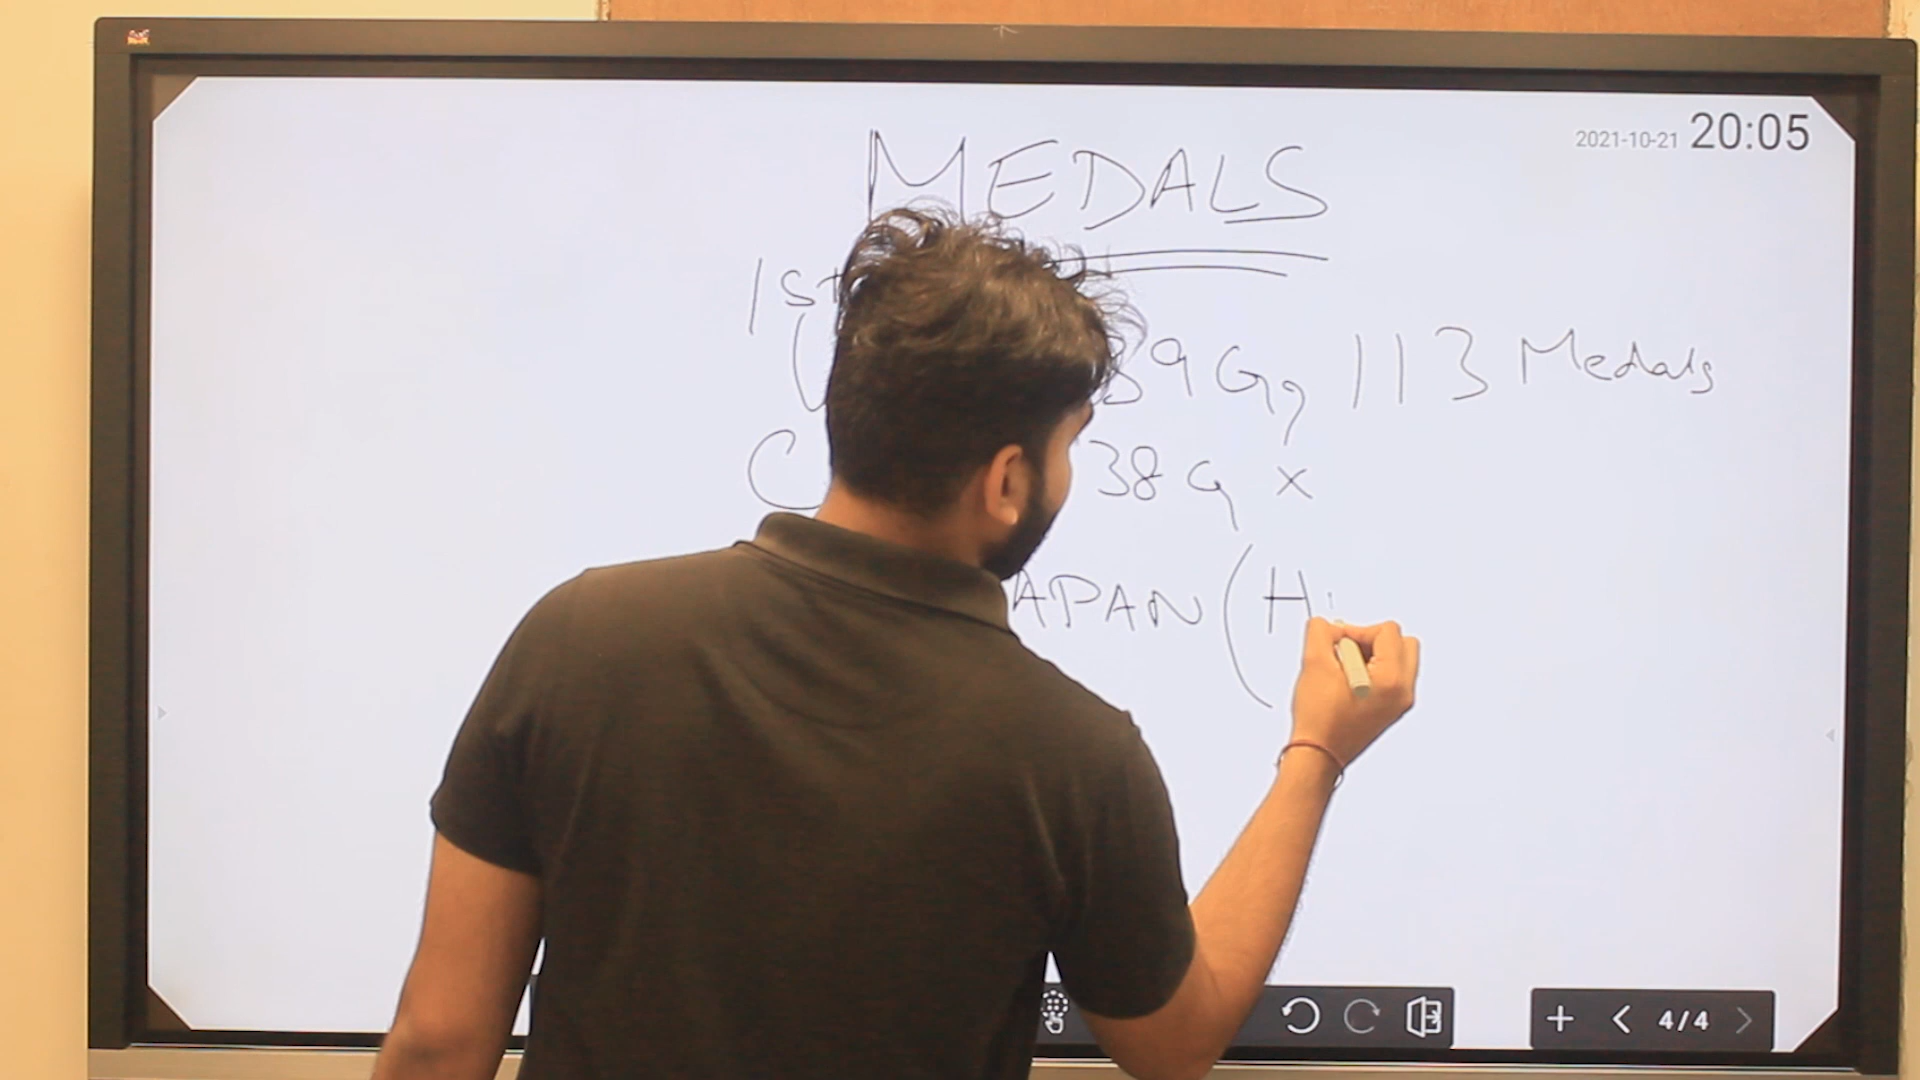 2021-10-21 20:05
MEDALS
1st
39 G, 113 Medals
38 G x
APAN (H
4/4